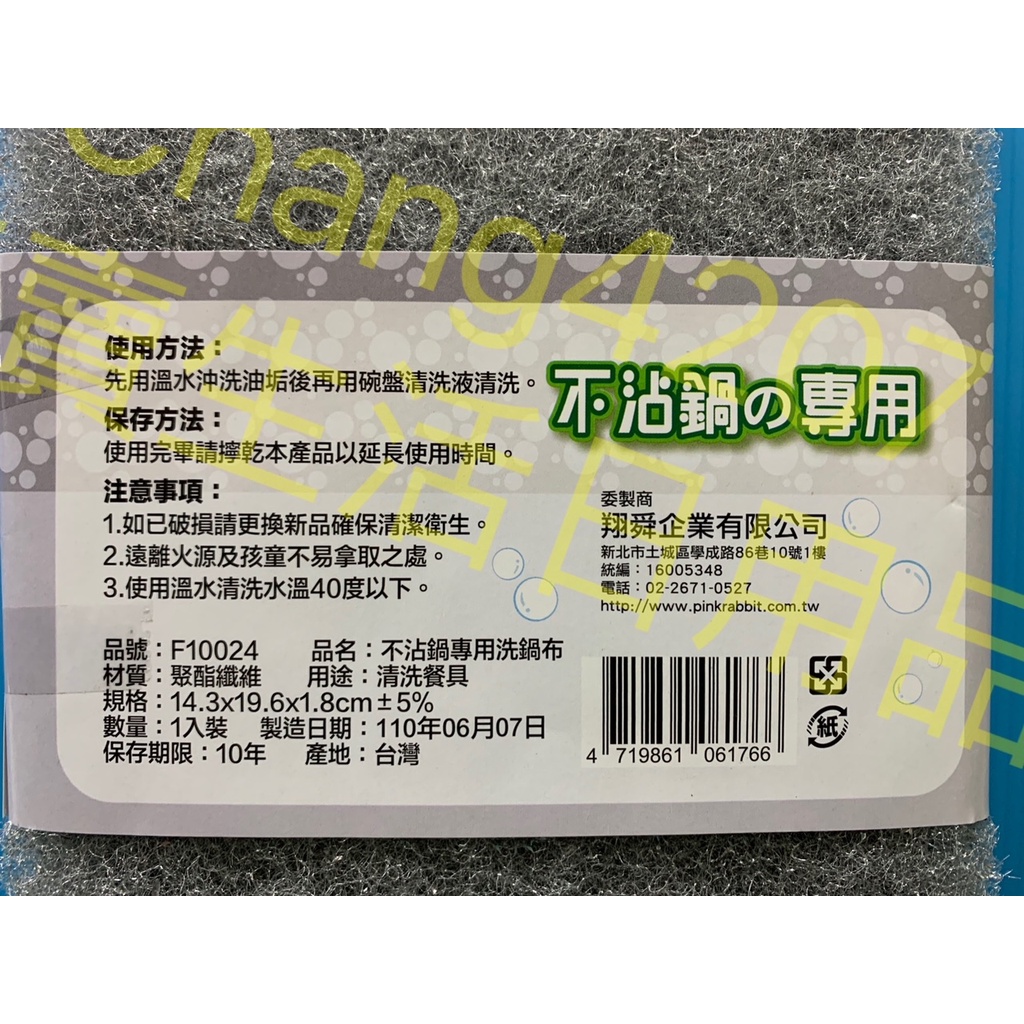 chang4207
生活日用品
使用方法：
先用溫水沖洗油垢後再用碗盤清洗液清洗。
保存方法：
使用完畢請擰乾本產品以延長使用時間。
注意事項：
1.如已破損請更換新品確保清潔衛生。
2.遠離火源及孩童不易拿取之處。
3.使用溫水清洗水溫40度以下。
不沾鍋の專用
委製商
翔舜企業有限公司
新北市土城區學成路86巷10號1樓
統編：16005348
電話：02-2671-0527
http://www.pinkrabbit.com.tw
品號：F10024 品名：不沾鍋專用洗鍋布
材質：聚酯纖維 用途：清洗餐具
規格：14.3x19.6x1.8cm±5%
數量：1入裝 製造日期：110年06月07日
保存期限：10年 產地：台灣
4 719861 061766
紙